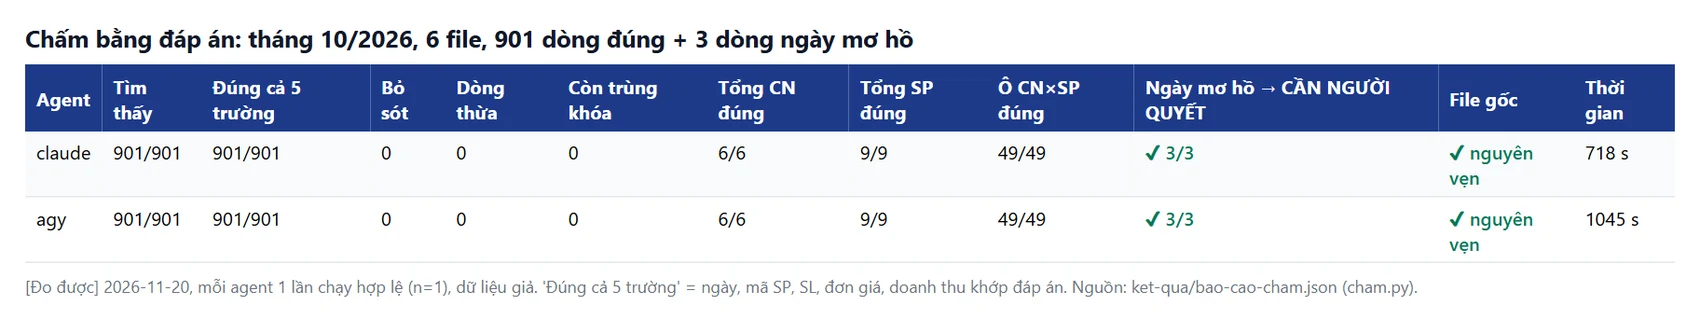 Chấm bằng đáp án: tháng 10/2026, 6 file, 901 dòng đúng + 3 dòng ngày mơ hồ
Agent | Tìm thấy | Đúng cả 5 trường | Bỏ sót | Dòng thừa | Còn trùng khóa | Tổng CN đúng | Tổng SP đúng | Ô CN×SP đúng | Ngày mơ hồ → CẦN NGƯỜI QUYẾT | File gốc | Thời gian
claude | 901/901 | 901/901 | 0 | 0 | 0 | 6/6 | 9/9 | 49/49 | ✓ 3/3 | ✓ nguyên vẹn | 718 s
agy | 901/901 | 901/901 | 0 | 0 | 0 | 6/6 | 9/9 | 49/49 | ✓ 3/3 | ✓ nguyên vẹn | 1045 s
[Đo được] 2026-11-20, mỗi agent 1 lần chạy hợp lệ (n=1), dữ liệu giả. 'Đúng cả 5 trường' = ngày, mã SP, SL, đơn giá, doanh thu khớp đáp án. Nguồn: ket-qua/bao-cao-cham.json (cham.py).